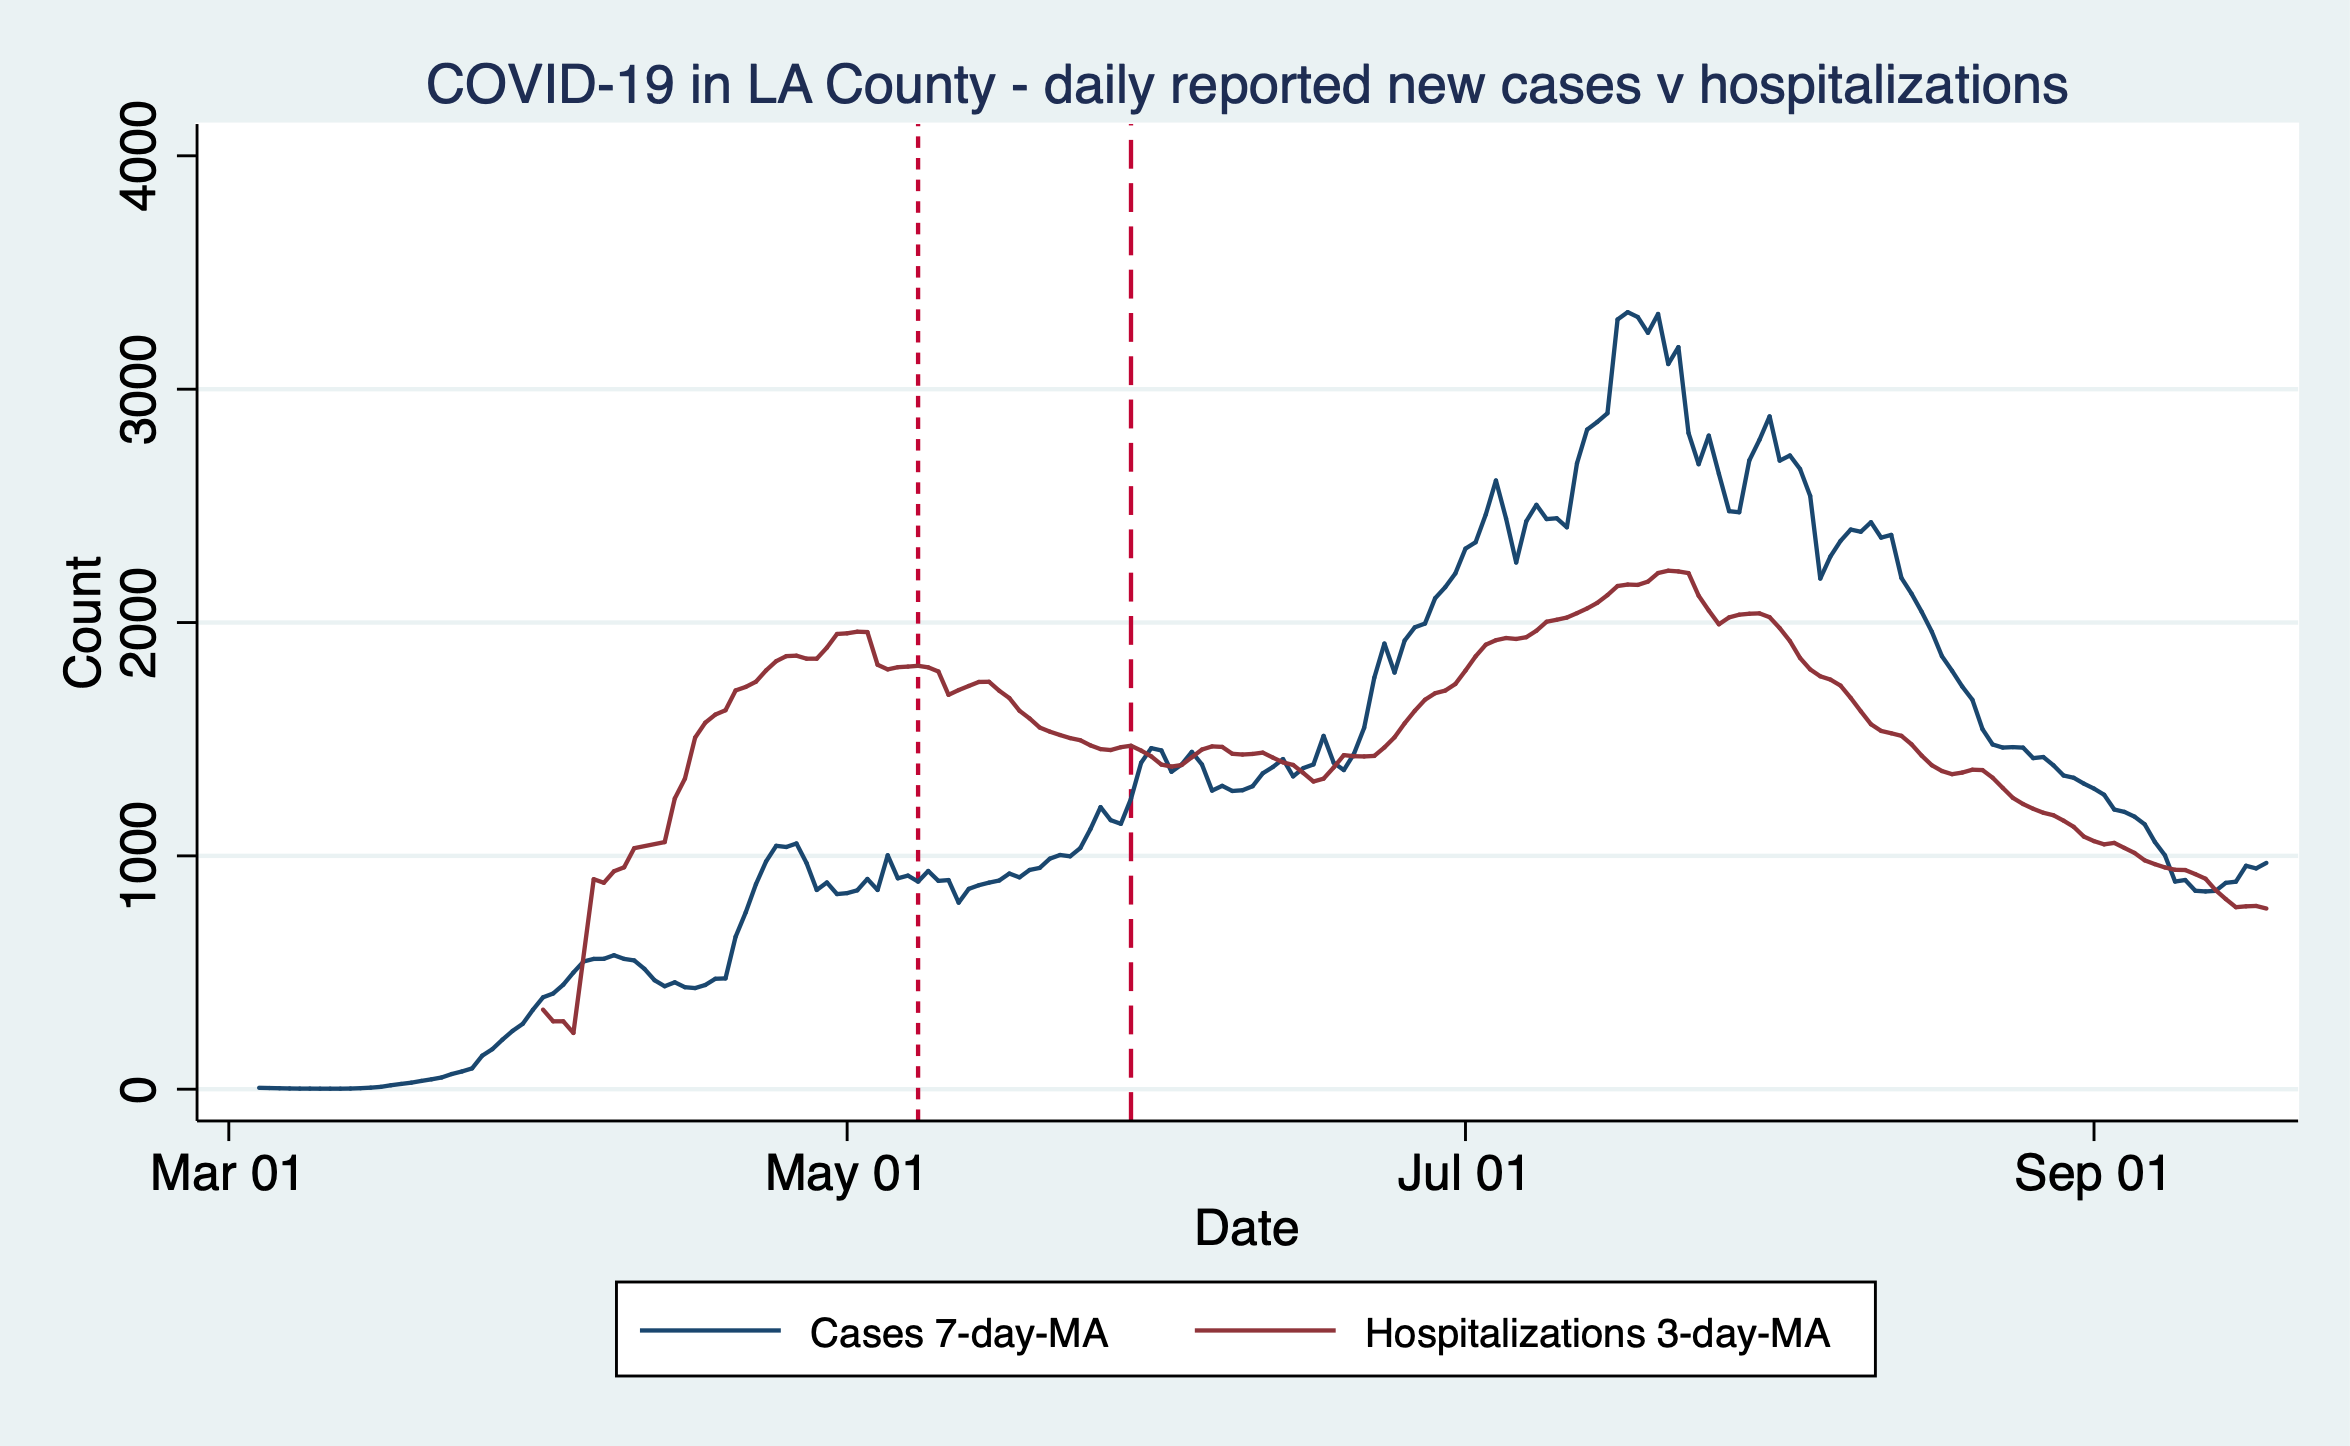 COVID-19 in LA County - daily reported new cases v hospitalizations
4000
3000
2000
1000
0
Count
Mar 01 May 01 Jul 01 Sep 01
Date
Cases 7-day-MA Hospitalizations 3-day-MA